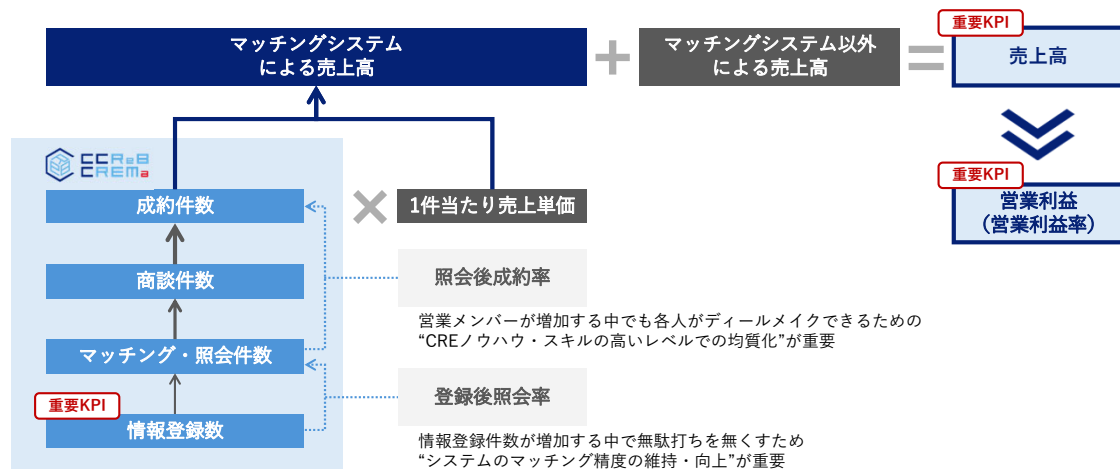 マッチングシステム
による売上高
マッチングシステム以外
による売上高
重要KPI
売上高
重要KPI
営業利益
（営業利益率）
CCReB
CREMa
成約件数
1件当たり売上単価
商談件数
照会後成約率
営業メンバーが増加する中でも各人がディールメイクできるための
“CREノウハウ・スキルの高いレベルでの均質化”が重要
マッチング・照会件数
登録後照会率
重要KPI
情報登録数
情報登録件数が増加する中で無駄打ちを無くすため
“システムのマッチング精度の維持・向上”が重要